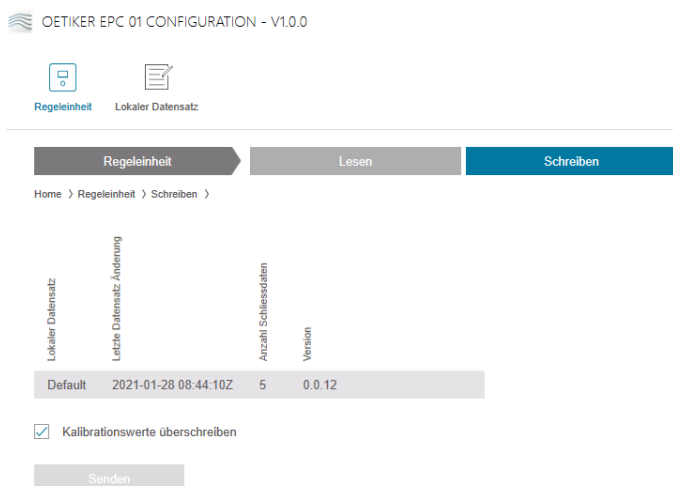 OETIKER EPC 01 CONFIGURATION - V1.0.0
Regeleinheit Lokaler Datensatz
Regeleinheit Lesen Schreiben
Home > Regeleinheit > Schreiben >
Lokaler Datensatz
Letzte Datensatz Änderung
Anzahl Schliessdaten
Version
Default 2021-01-28 08:44:10Z 5 0.0.12
Kalibrationswerte überschreiben
Senden